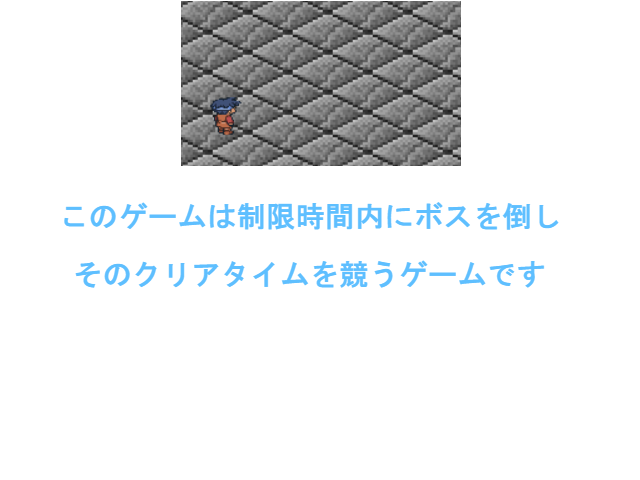 このゲームは制限時間内にボスを倒し
そのクリアタイムを競うゲームです